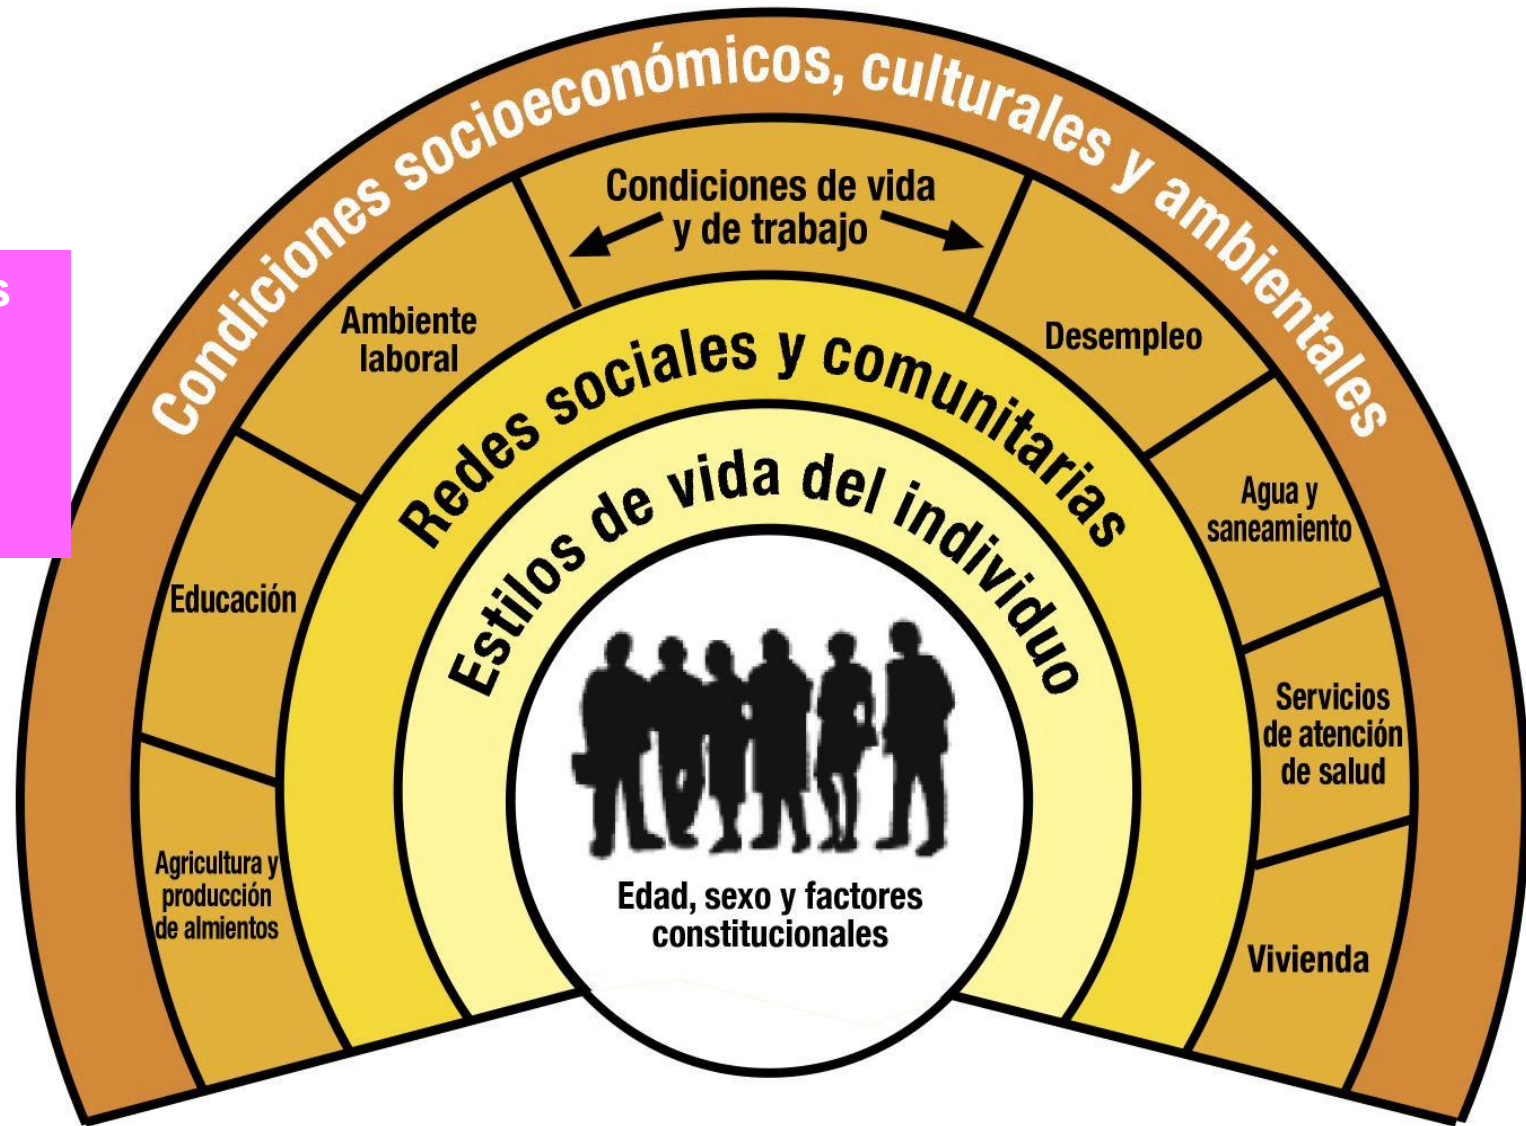 Condiciones socioeconómicos, culturales y ambientales
Condiciones de vida
y de trabajo
Ambiente
laboral
Desempleo
Redes sociales y comunitarias
Estilos de vida del individuo
Agua y
saneamiento
Educación
Servicios
de atención
de salud
Agricultura y
producción
de almientos
Edad, sexo y factores
constitucionales
Vivienda